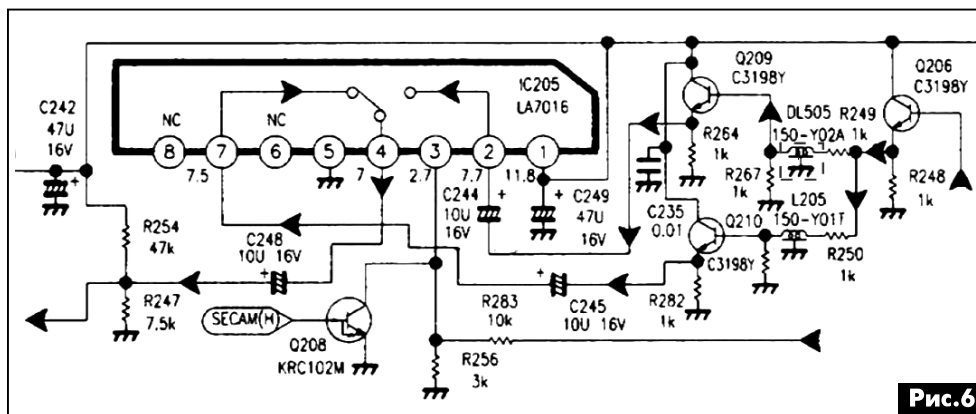 C242
47U
16V
IC205
LA7016
NC
NC
8
7
6
5
4
3
2
1
7.5
7
2.7
7.7
11.8
Q209
C3198Y
Q206
C3198Y
DL505
150-Y02A
R249
1k
R264
1k
R267
1k
R248
1k
L205
150-Y01T
R250
1k
C244
10U
16V
C249
47U
16V
C235
0.01
Q210
C3198Y
R254
47k
C248
10U 16V
R247
7.5k
SECAM(H)
Q208
KRC102M
R283
10k
C245
10U 16V
R282
1k
R256
3k
Рис.6